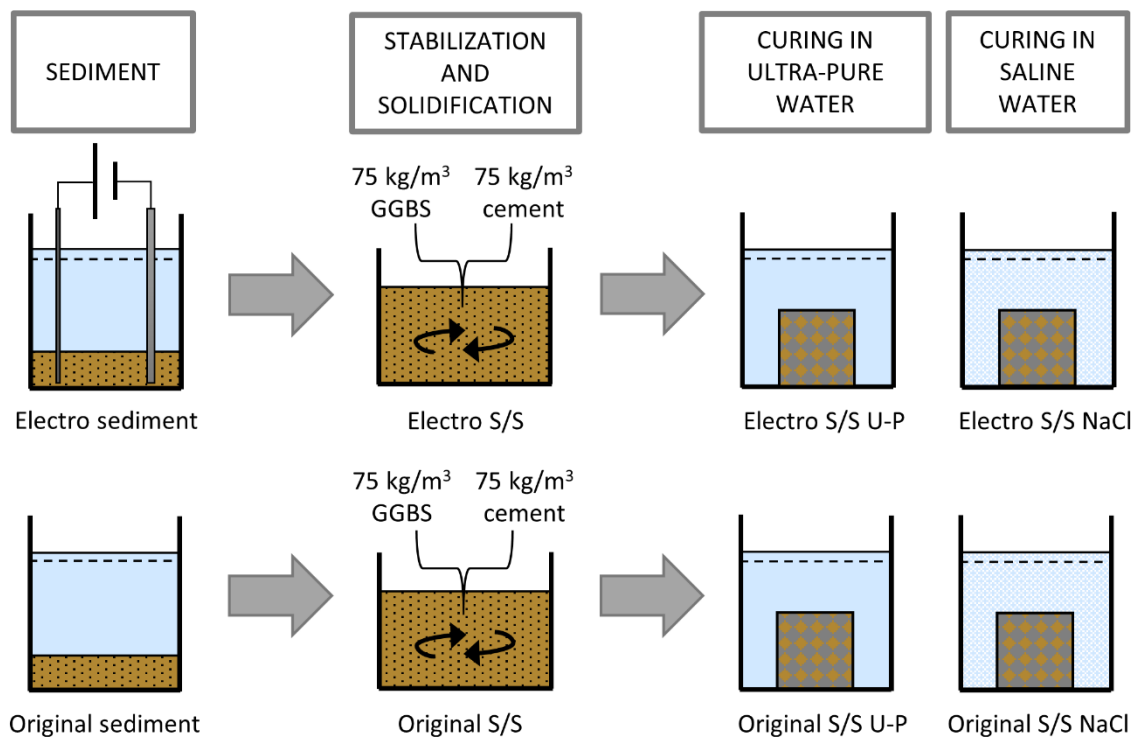 SEDIMENT
STABILIZATION
AND
SOLIDIFICATION
CURING IN
ULTRA-PURE
WATER
CURING IN
SALINE
WATER
75 kg/m³
GGBS
75 kg/m³
cement
Electro sediment
Electro S/S
Electro S/S U-P
Electro S/S NaCl
75 kg/m³
GGBS
75 kg/m³
cement
Original sediment
Original S/S
Original S/S U-P
Original S/S NaCl